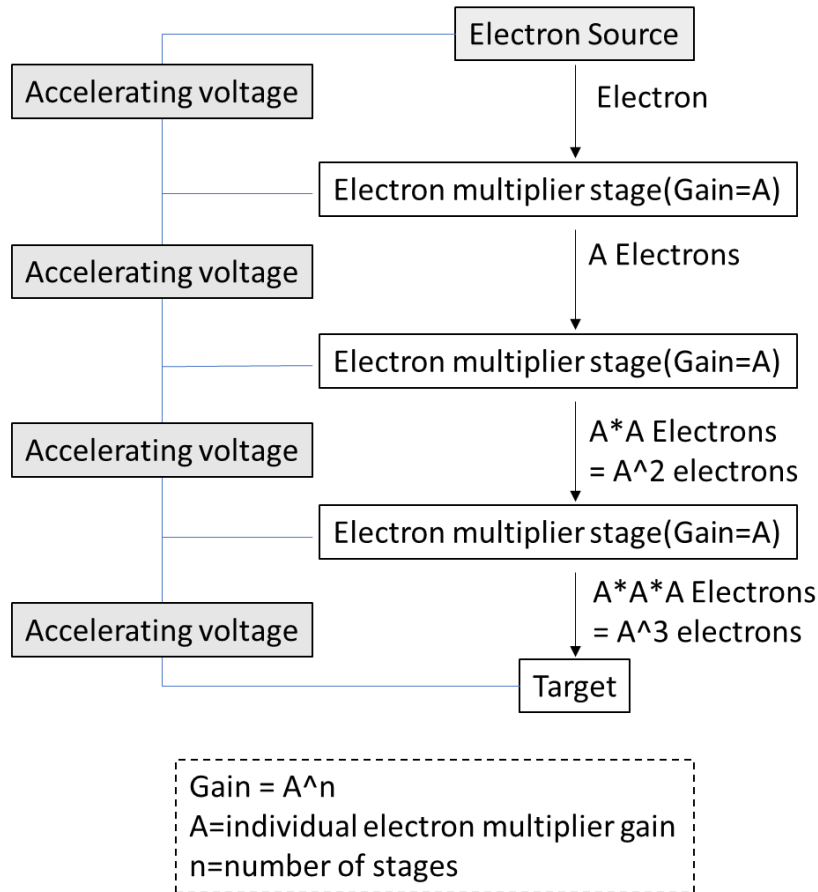 Electron Source
Accelerating voltage
Electron
Electron multiplier stage(Gain=A)
Accelerating voltage
A Electrons
Electron multiplier stage(Gain=A)
Accelerating voltage
A*A Electrons
= A^2 electrons
Electron multiplier stage(Gain=A)
Accelerating voltage
A*A*A Electrons
= A^3 electrons
Target
Gain = A^n
A=individual electron multiplier gain
n=number of stages